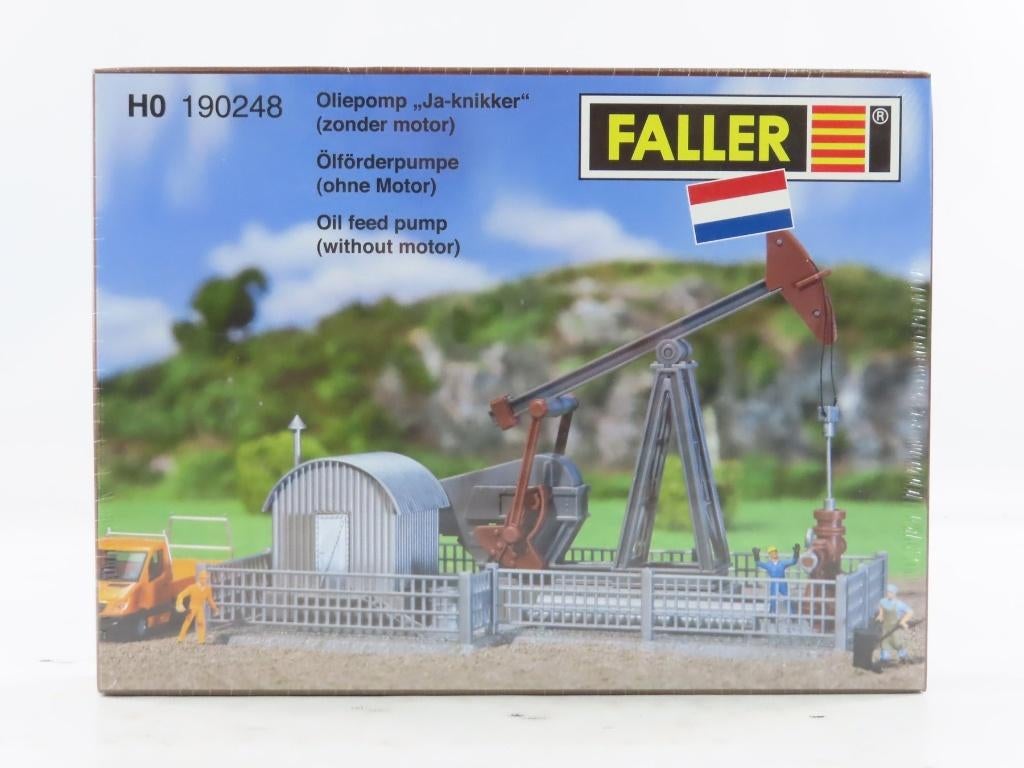 H0 190248
Oliepomp „Ja-knikker“
(zonder motor)
Ölförderpumpe
(ohne Motor)
Oil feed pump
(without motor)
FALLER ®